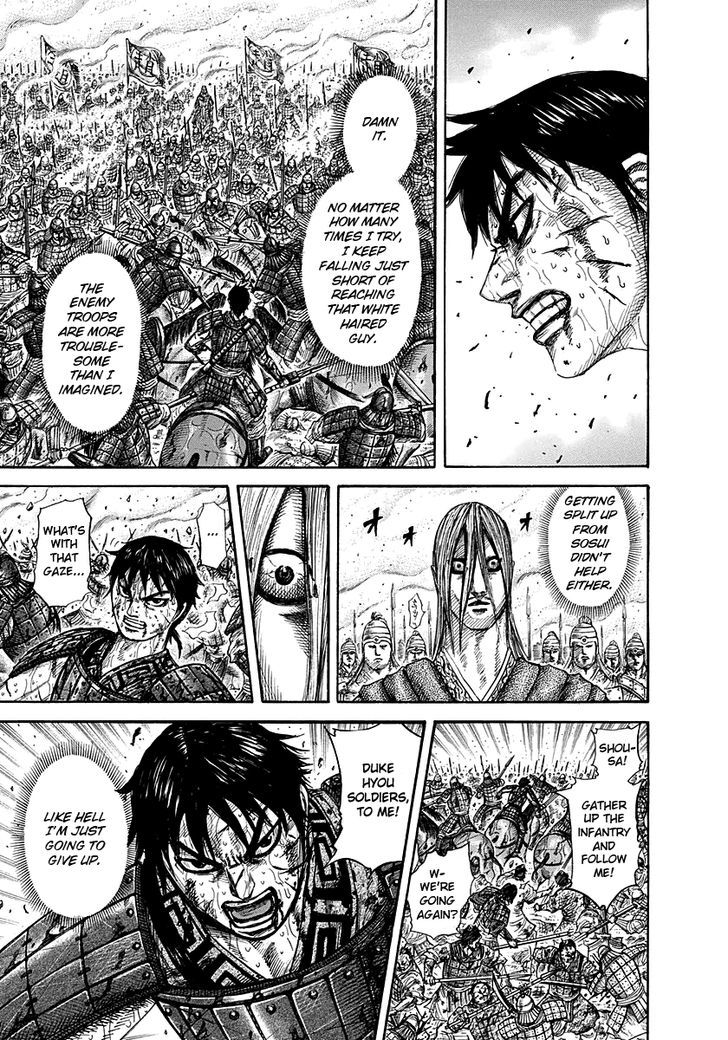 DAMN
IT.
NO MATTER
HOW MANY
TIMES I TRY,
I KEEP
FALLING JUST
SHORT OF
REACHING
THAT WHITE
HAIRED
GUY.
THE
ENEMY
TROOPS
ARE MORE
TROUBLE-
SOME
THAN I
IMAGINED.
GETTING
SPLIT UP
FROM
SOSUI
DIDN'T
HELP
EITHER.
...
...
WHAT'S
WITH
THAT
GAZE...
SHOU-
SA!
GATHER
UP THE
INFANTRY
AND
FOLLOW
ME!
W-
WE'RE
GOING
AGAIN?
DUKE
HYOU
SOLDIERS,
TO ME!
LIKE HELL
I'M JUST
GOING TO
GIVE UP.